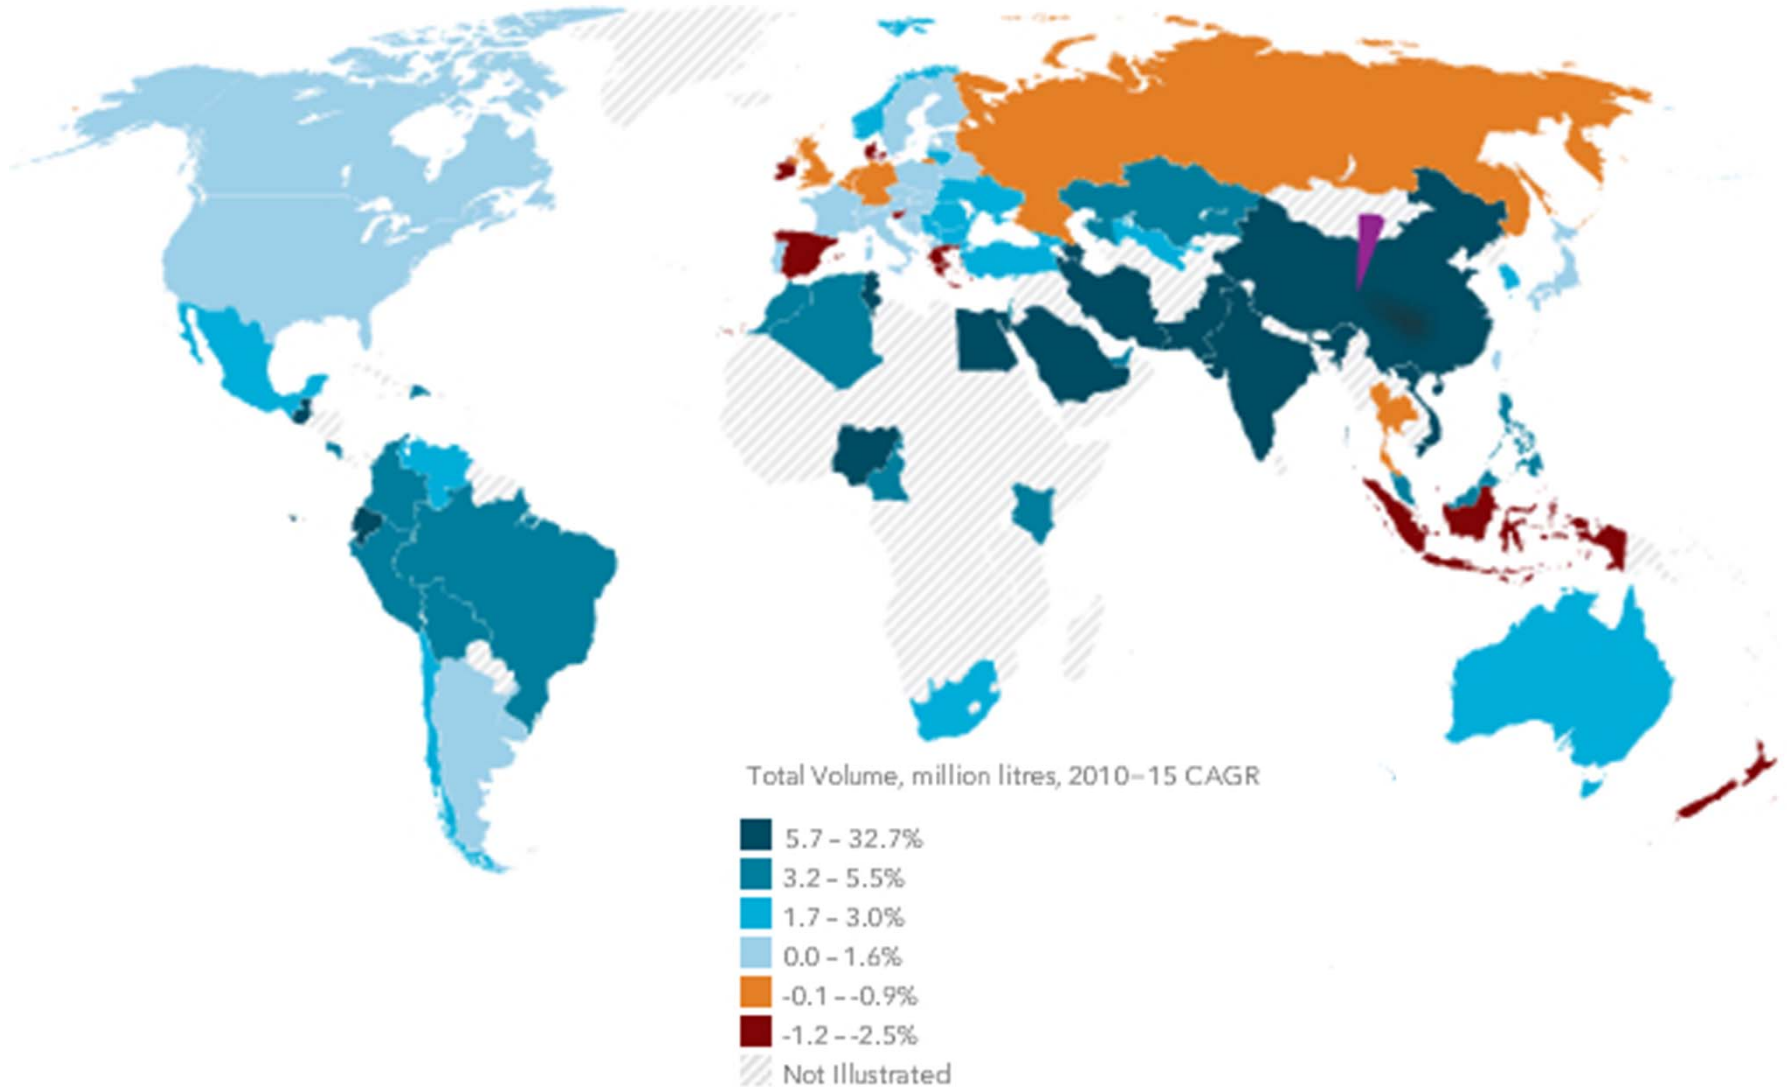 Total Volume, million litres, 2010–15 CAGR
5.7 – 32.7%
3.2 – 5.5%
1.7 – 3.0%
0.0 – 1.6%
-0.1 – -0.9%
-1.2 – -2.5%
Not Illustrated